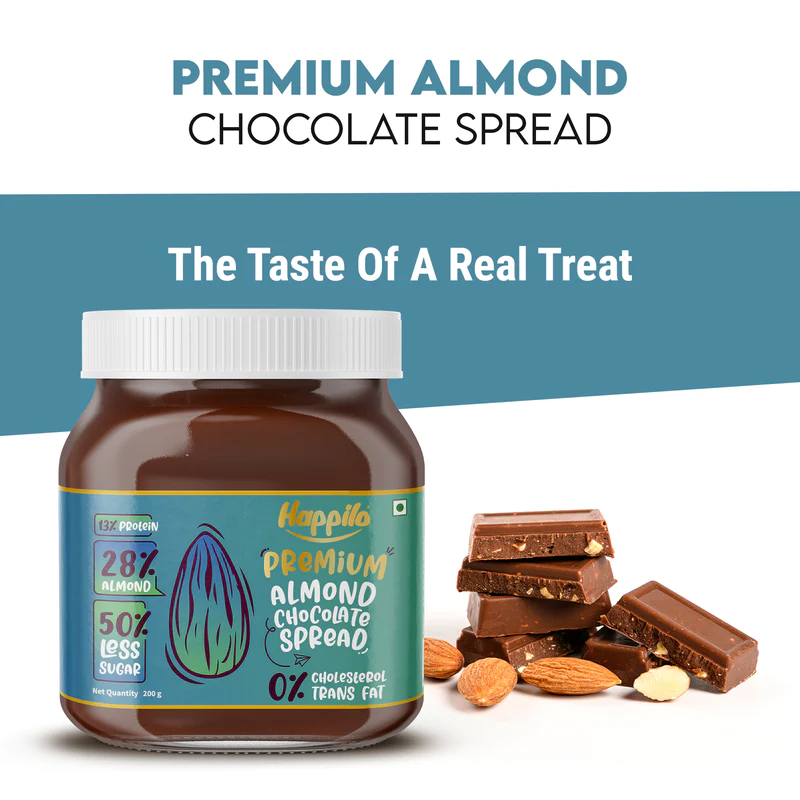 PREMIUM ALMOND
CHOCOLATE SPREAD
The Taste Of A Real Treat
13% PROTEIN
28%
ALMOND
50%
LESS
SUGAR
Net Quantity 200 g
Happilo
PREMIUM
ALMOND
CHOCOLATE
SPREAD
0% CHOLESTEROL
TRANS FAT